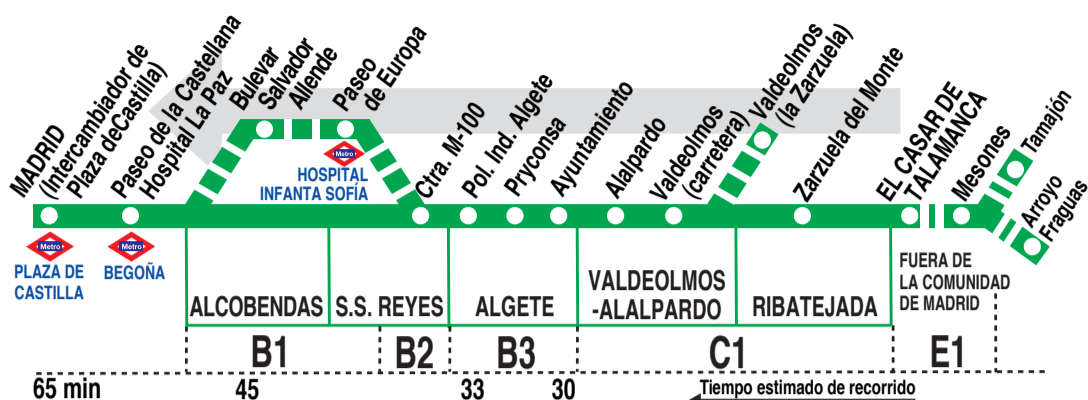 MADRID
(Intercambiador de
Plaza deCastilla)
Paseo de la Castellana
Hospital La Paz
Bulevar
Salvador
Allende
Paseo
de Europa
Ctra. M-100
Pol. Ind. Algete
Pryconsa
Ayuntamiento
Alalpardo
Valdeolmos
(carretera)
Valdeolmos
(la Zarzuela)
Zarzuela del Monte
EL CASAR DE
TALAMANCA
Mesones
Tamajón
Arroyo
Fraguas
Metro
HOSPITAL
INFANTA SOFÍA
Metro
PLAZA DE
CASTILLA
Metro
BEGOÑA
ALCOBENDAS
S.S. REYES
ALGETE
VALDEOLMOS
-ALALPARDO
RIBATEJADA
FUERA DE
LA COMUNIDAD
DE MADRID
B1
B2
B3
C1
E1
65 min
45
33
30
Tiempo estimado de recorrido